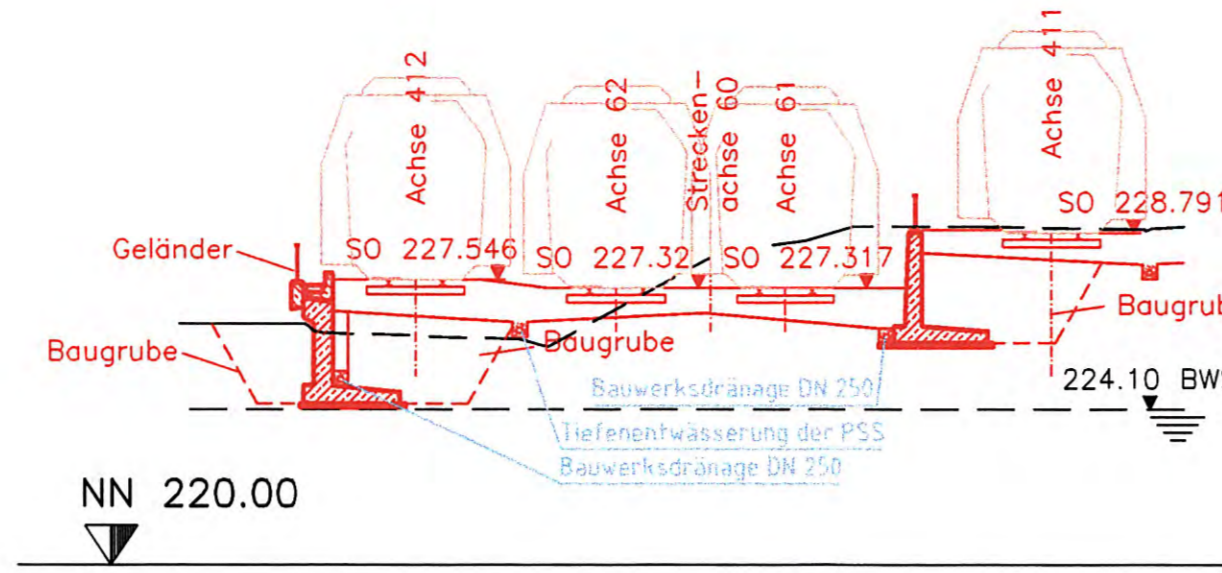 Achse 412
Achse 62
Strecken-
achse 60
Achse 61
Achse 411
SO 228.791
Geländer
SO 227.546
SO 227.32
SO 227.317
Baugrube
Baugrube
Bauwerksdränage DN 250
224.10
Tiefenentwässerung der PSS
Bauwerksdränage DN 250
NN 220.00